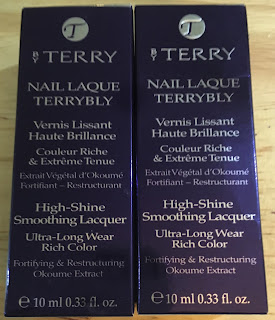 T
BY TERRY
NAIL LAQUE
TERRYBLY
Vernis Lissant
Haute Brillance
Couleur Riche
& Extrême Tenue
Extrait Végétal d'Okoumé
Fortifiant – Restructurant
High-Shine
Smoothing Lacquer
Ultra-Long Wear
Rich Color
Fortifying & Restructuring
Okoume Extract
℮ 10 ml 0.33 fl. oz.
T
BY TERRY
NAIL LAQUE
TERRYBLY
Vernis Lissant
Haute Brillance
Couleur Riche
& Extrême Tenue
Extrait Végétal d'Okoumé
Fortifiant – Restructurant
High-Shine
Smoothing Lacquer
Ultra-Long Wear
Rich Color
Fortifying & Restructuring
Okoume Extract
℮ 10 ml 0.33 fl. oz.